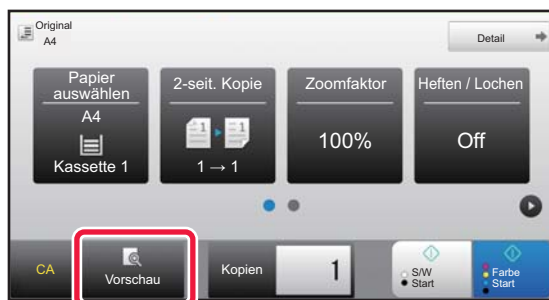 Original
A4
Detail
Papier
auswählen
A4
Kassette 1
2-seit. Kopie
1 → 1
Zoomfaktor
100%
Heften / Lochen
Off
CA
Vorschau
Kopien
1
S/W
Start
Farbe
Start